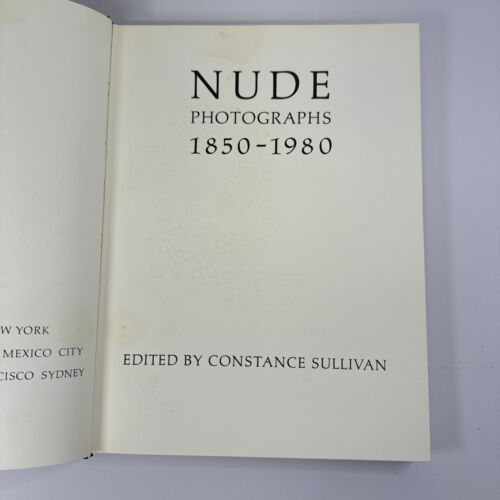 W YORK
MEXICO CITY
CISCO SYDNEY
NUDE
PHOTOGRAPHS
1850-1980
EDITED BY CONSTANCE SULLIVAN